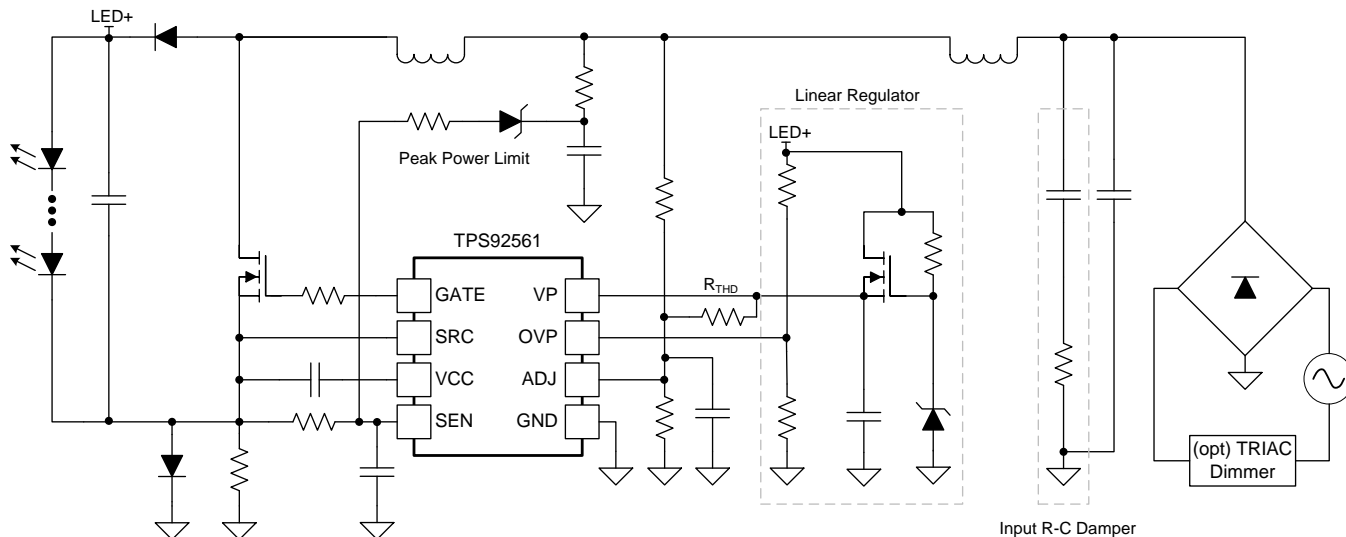 LED+
Linear Regulator
LED+
Peak Power Limit
TPS92561
GATE
VP
RTHD
SRC
OVP
VCC
ADJ
SEN
GND
(opt) TRIAC
Dimmer
Input R-C Damper